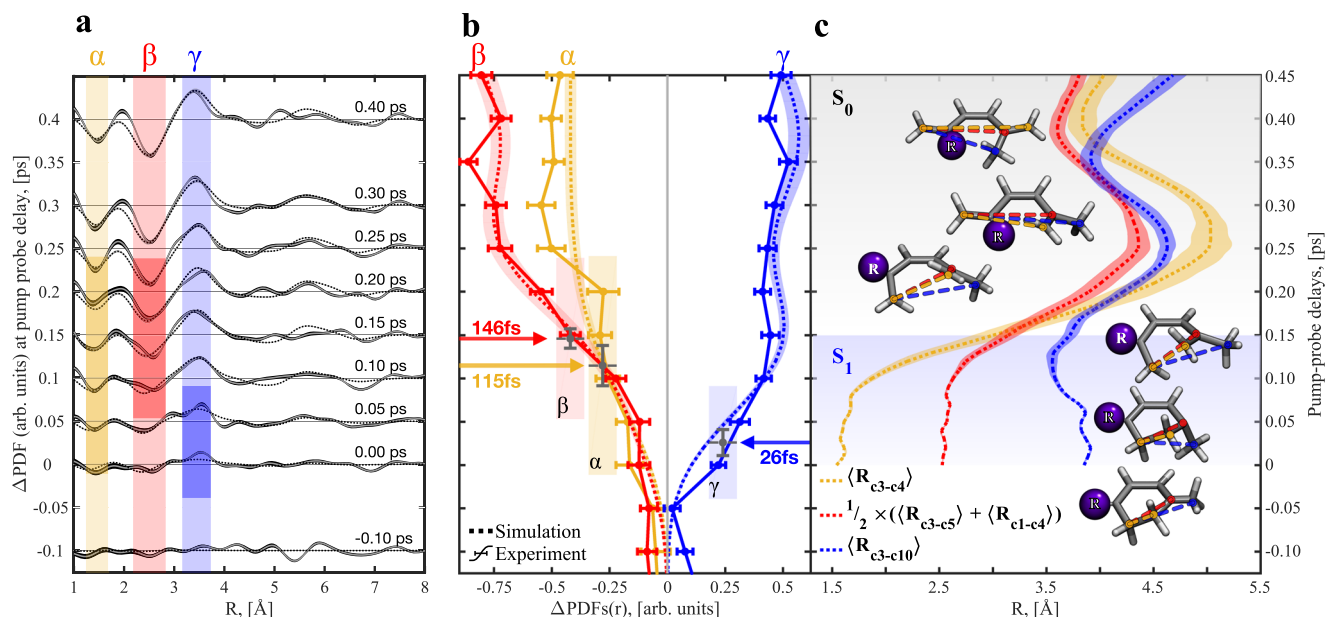 a
α β γ
0.40 ps
0.30 ps
0.25 ps
0.20 ps
0.15 ps
0.10 ps
0.05 ps
0.00 ps
-0.10 ps
0.4
0.35
0.3
0.25
0.2
0.15
0.1
0.05
0
-0.05
-0.1
ΔPDF (arb. units) at pump probe delay, [ps]
1 2 3 4 5 6 7 8
R, [Å]
b
β α γ
146fs
115fs
26fs
β
α
γ
Simulation
Experiment
-0.75 -0.5 -0.25 0 0.25 0.5
ΔPDFs(r), [arb. units]
c
S0
S1
R
R
R
R
R
R
⟨Rc3-c4⟩
1/2 ×(⟨Rc3-c5⟩ + ⟨Rc1-c4⟩)
⟨Rc3-c10⟩
1.5 2.5 3.5 4.5 5.5
R, [Å]
0.45
0.40
0.35
0.30
0.25
0.20
0.15
0.10
0.05
0
-0.05
-0.10
Pump-probe delays, [ps]